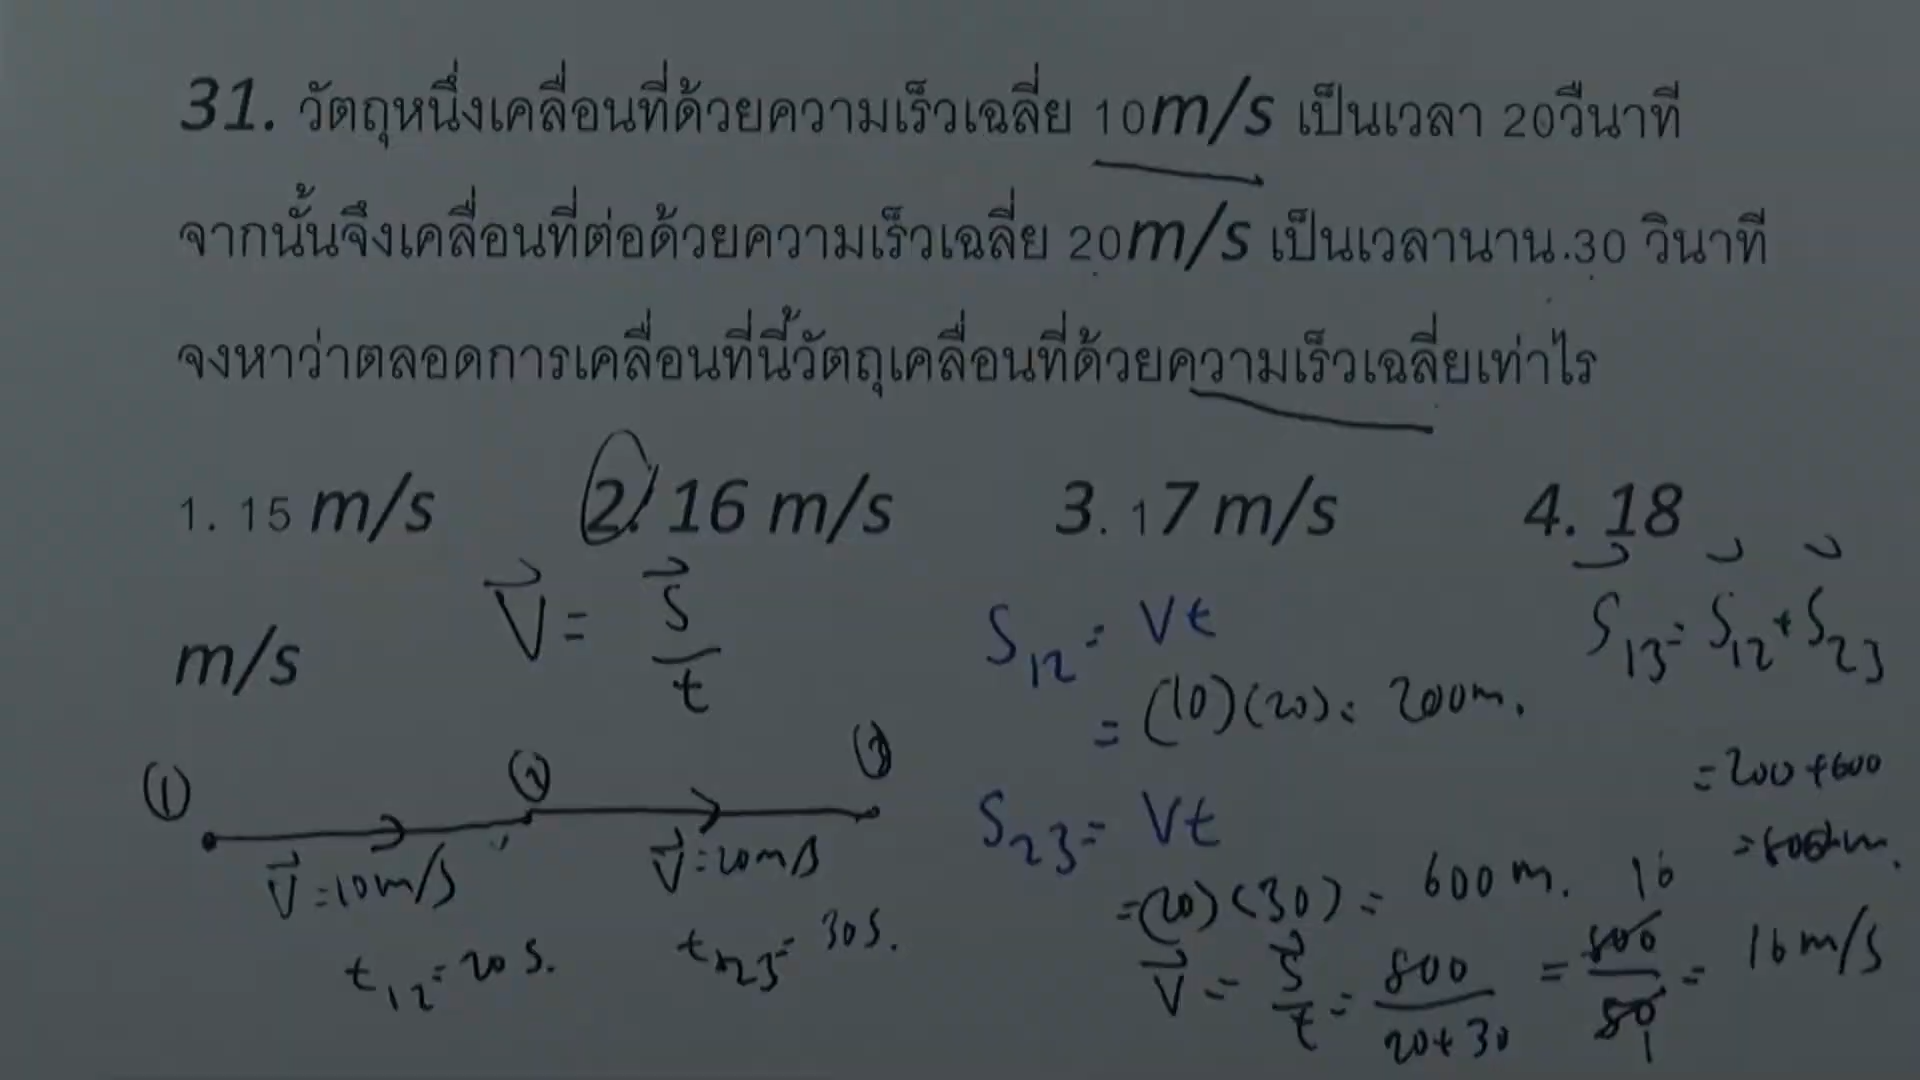 31. วัตถุหนึ่งเคลื่อนที่ด้วยความเร็วเฉลี่ย 10m/s เป็นเวลา 20วืนาที
จากนั้นจึงเคลื่อนที่ต่อด้วยความเร็วเฉลี่ย 20m/s เป็นเวลานาน.30 วินาที
จงหาว่าตลอดการเคลื่อนที่นี้วัตถุเคลื่อนที่ด้วยความเร็วเฉลี่ยเท่าไร
1. 15 m/s 2. 16 m/s 3. 17 m/s 4. 18
m/s
V = S/t
S12 = Vt
= (10)(20) = 200m.
S13 = S12 + S23
= 200+600
= 800m.
① ② ③
V = 10m/s V = 20m/s
t12 = 20 S. t23 = 30 S.
S23 = Vt
= (20)(30) = 600 m.
V = S/t = 800/20+30 = 800/50 = 16 m/s
16
1